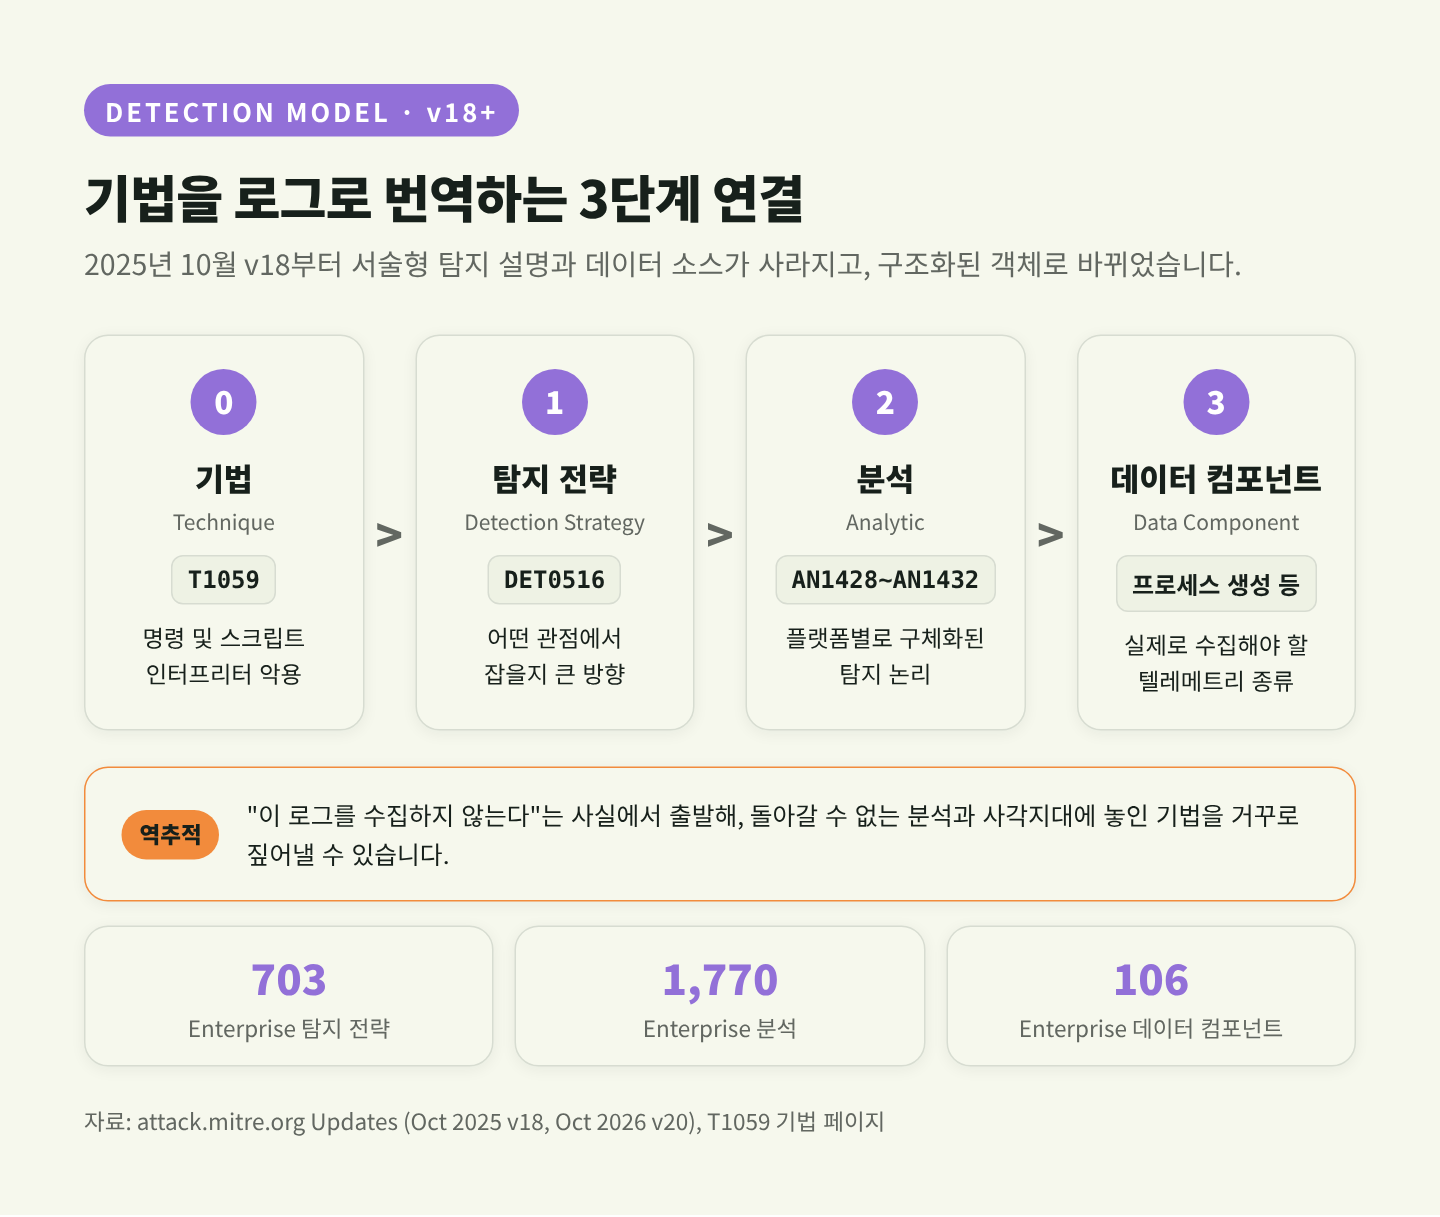 DETECTION MODEL · v18+
기법을 로그로 번역하는 3단계 연결
2025년 10월 v18부터 서술형 탐지 설명과 데이터 소스가 사라지고, 구조화된 객체로 바뀌었습니다.
0
기법
Technique
T1059
명령 및 스크립트
인터프리터 악용
>
1
탐지 전략
Detection Strategy
DET0516
어떤 관점에서
잡을지 큰 방향
>
2
분석
Analytic
AN1428~AN1432
플랫폼별로 구체화된
탐지 논리
>
3
데이터 컴포넌트
Data Component
프로세스 생성 등
실제로 수집해야 할
텔레메트리 종류
역추적
"이 로그를 수집하지 않는다"는 사실에서 출발해, 돌아갈 수 없는 분석과 사각지대에 놓인 기법을 거꾸로
짚어낼 수 있습니다.
703
Enterprise 탐지 전략
1,770
Enterprise 분석
106
Enterprise 데이터 컴포넌트
자료: attack.mitre.org Updates (Oct 2025 v18, Oct 2026 v20), T1059 기법 페이지